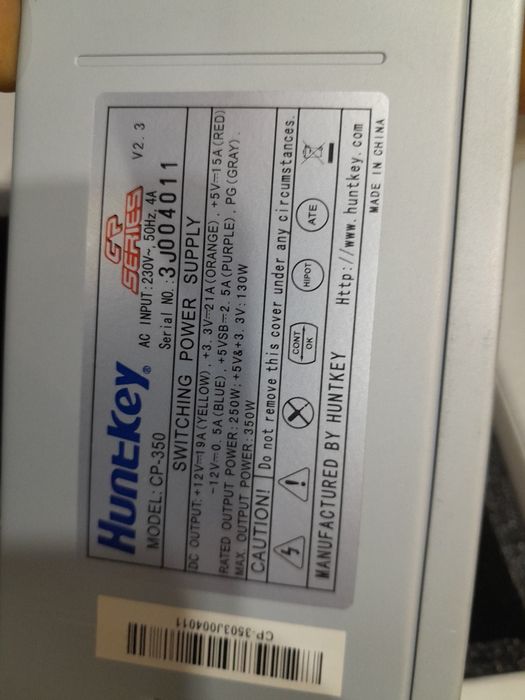 Huntkey®
CP
SERIES
V2.3
MODEL: CP-350
AC INPUT: 230V~, 50Hz, 4A
Serial NO.: 3J004011
SWITCHING POWER SUPPLY
DC OUTPUT: +12V⎓19A(YELLOW), +3.3V⎓21A(ORANGE), +5V⎓15A(RED)
-12V⎓0.5A(BLUE), +5VSB⎓2.5A(PURPLE), PG(GRAY).
RATED OUTPUT POWER: 250W; +5V&+3.3V:130W
MAX. OUTPUT POWER: 350W
CAUTION! Do not remove this cover under any circumstances.
CONT
OK
HIPOT
ATE
MANUFACTURED BY HUNTKEY Http://www.huntkey.com
MADE IN CHINA
CP-3503J004011